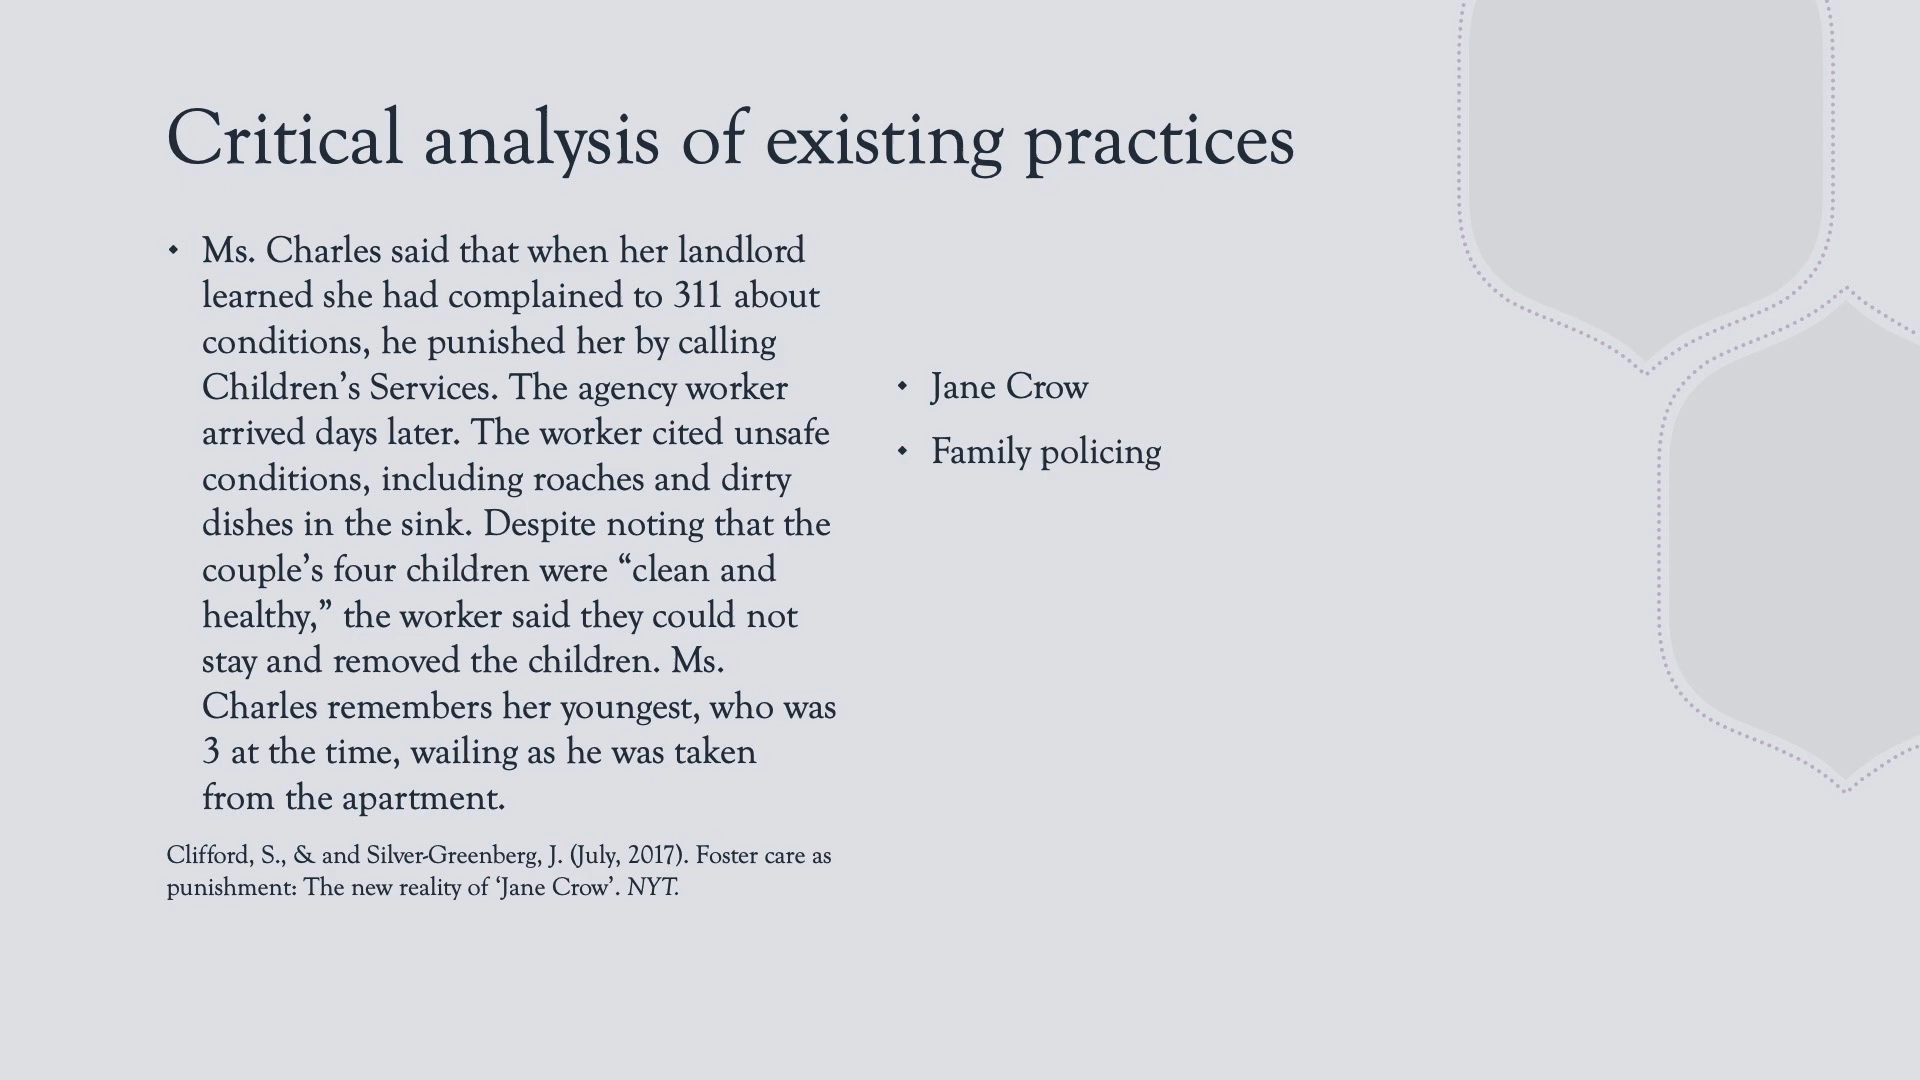 Critical analysis of existing practices
• Ms. Charles said that when her landlord
learned she had complained to 311 about
conditions, he punished her by calling
Children’s Services. The agency worker
arrived days later. The worker cited unsafe
conditions, including roaches and dirty
dishes in the sink. Despite noting that the
couple’s four children were “clean and
healthy,” the worker said they could not
stay and removed the children. Ms.
Charles remembers her youngest, who was
3 at the time, wailing as he was taken
from the apartment.
Clifford, S., & and Silver-Greenberg, J. (July, 2017). Foster care as
punishment: The new reality of ‘Jane Crow’. NYT.
• Jane Crow
• Family policing